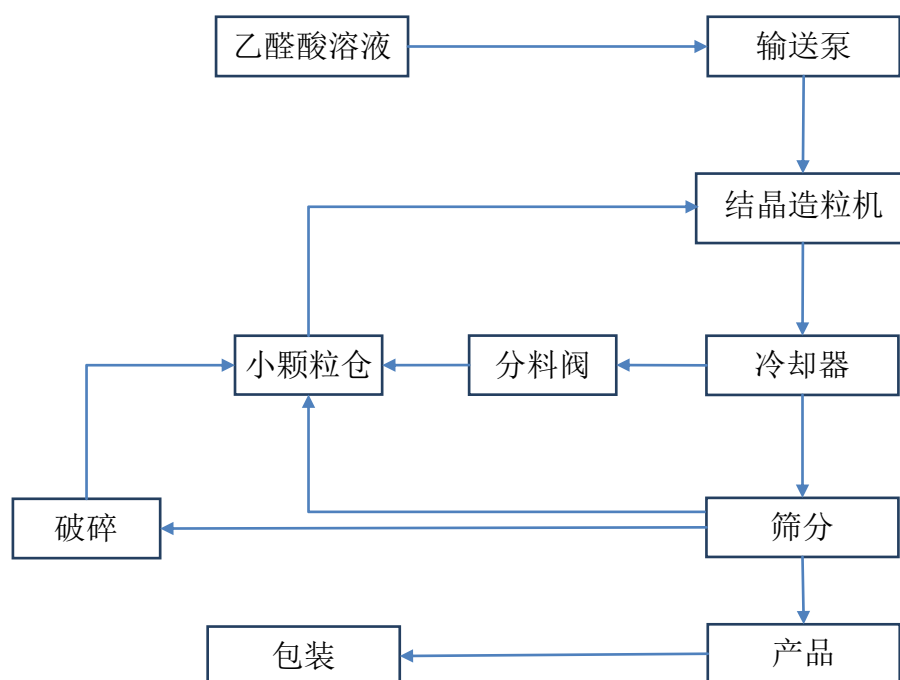 乙醛酸溶液
输送泵
结晶造粒机
小颗粒仓
分料阀
冷却器
破碎
筛分
包装
产品